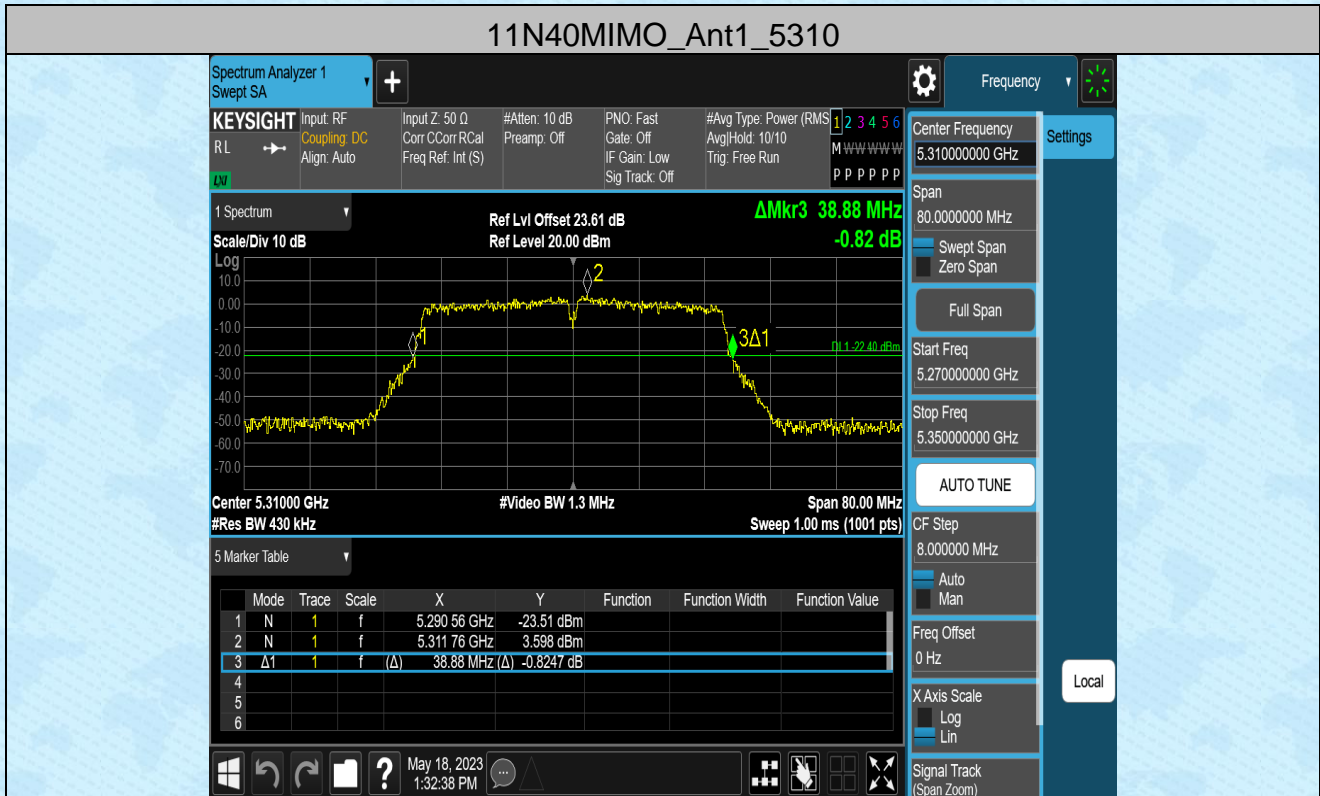 11N40MIMO_Ant1_5310
Spectrum Analyzer 1
Swept SA
+
Frequency
KEYSIGHT
RL
LXI
Input: RF
Coupling: DC
Align: Auto
Input Z: 50 Ω
Corr CCorr RCal
Freq Ref: Int (S)
#Atten: 10 dB
Preamp: Off
PNO: Fast
Gate: Off
IF Gain: Low
Sig Track: Off
#Avg Type: Power (RMS
Avg|Hold: 10/10
Trig: Free Run
1 2 3 4 5 6
M W W W W W
P P P P P P
1 Spectrum
Scale/Div 10 dB
Ref Lvl Offset 23.61 dB
Ref Level 20.00 dBm
ΔMkr3 38.88 MHz
-0.82 dB
Log
10.0
0.00
-10.0
-20.0
-30.0
-40.0
-50.0
-60.0
-70.0
1
2
3Δ1
DL1 -22.40 dBm
Center 5.31000 GHz
#Video BW 1.3 MHz
Span 80.00 MHz
#Res BW 430 kHz
Sweep 1.00 ms (1001 pts)
5 Marker Table
Mode Trace Scale X Y Function Function Width Function Value
1 N 1 f 5.290 56 GHz -23.51 dBm
2 N 1 f 5.311 76 GHz 3.598 dBm
3 Δ1 1 f (Δ) 38.88 MHz (Δ) -0.8247 dB
4
5
6
?
May 18, 2023
1:32:38 PM
Center Frequency
5.310000000 GHz
Settings
Span
80.0000000 MHz
Swept Span
Zero Span
Full Span
Start Freq
5.270000000 GHz
Stop Freq
5.350000000 GHz
AUTO TUNE
CF Step
8.000000 MHz
Auto
Man
Freq Offset
0 Hz
X Axis Scale
Log
Lin
Local
Signal Track
(Span Zoom)